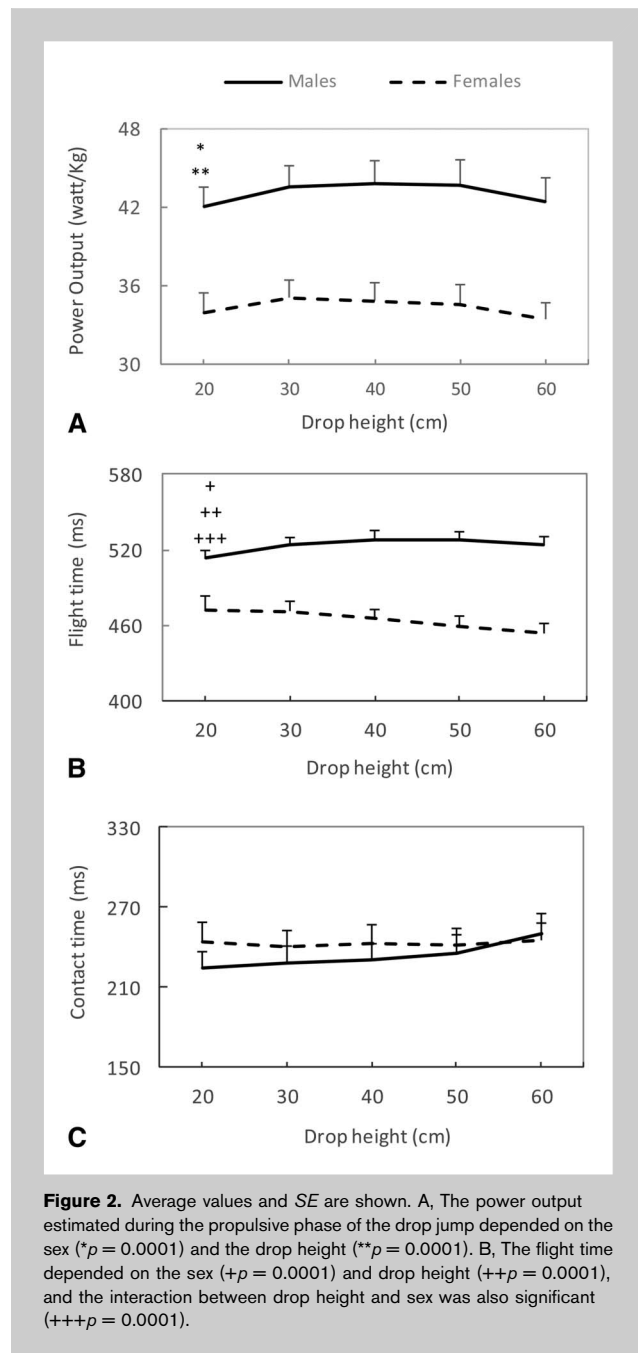 Males Females
48
42
36
30
Power Output (watt/Kg)
*
**
20 30 40 50 60
Drop height (cm)
A
580
520
460
400
Flight time (ms)
+
++
+++
20 30 40 50 60
Drop height (cm)
B
330
270
210
150
Contact time (ms)
20 30 40 50 60
Drop height (cm)
C
Figure 2. Average values and SE are shown. A, The power output
estimated during the propulsive phase of the drop jump depended on the
sex (*p = 0.0001) and the drop height (**p = 0.0001). B, The flight time
depended on the sex (+p = 0.0001) and drop height (++p = 0.0001),
and the interaction between drop height and sex was also significant
(+++p = 0.0001).